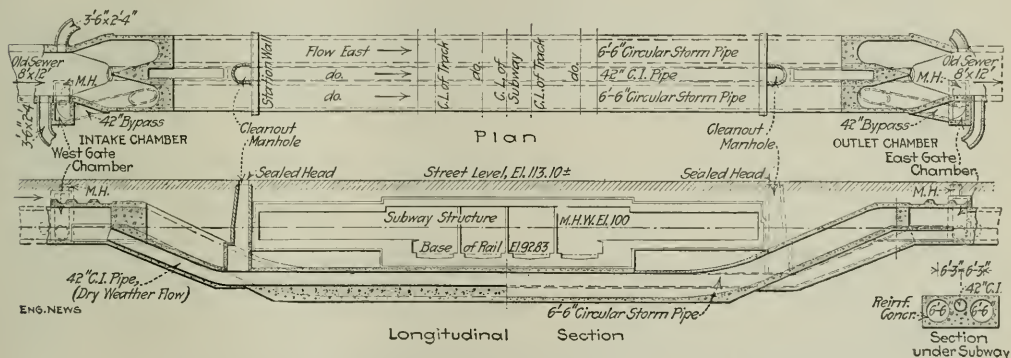 3'-6"x2'-4"
Old Sewer
8'x12'
M.H.
3'-6"x2'-4"
42"Bypass
INTAKE CHAMBER
West Gate
Chamber
Station Wall
Flow East
do.
do.
C.L. of Track
do.
C.L. of
Subway
C.L. of Track
do.
6'-6"Circular Storm Pipe
42"C.I. Pipe
6'-6"Circular Storm Pipe
Old Sewer
8'x12'
M.H.
42"Bypass
OUTLET CHAMBER
East Gate
Chamber
Cleanout
Manhole
Plan
Cleanout
Manhole
M.H.
Sealed Head
Street Level, El. 113.10±
Sealed Head
M.H.
Subway Structure
M.H.W. El. 100
Base of Rail El. 92.83
42"C.I. Pipe,
(Dry Weather Flow)
ENG. NEWS
6'-6"Circular Storm Pipe
Longitudinal Section
6'-3" 6'-3"
42"C.I.
Reinf.
Concr.
6'-6" 6'-6"
Section
under Subway